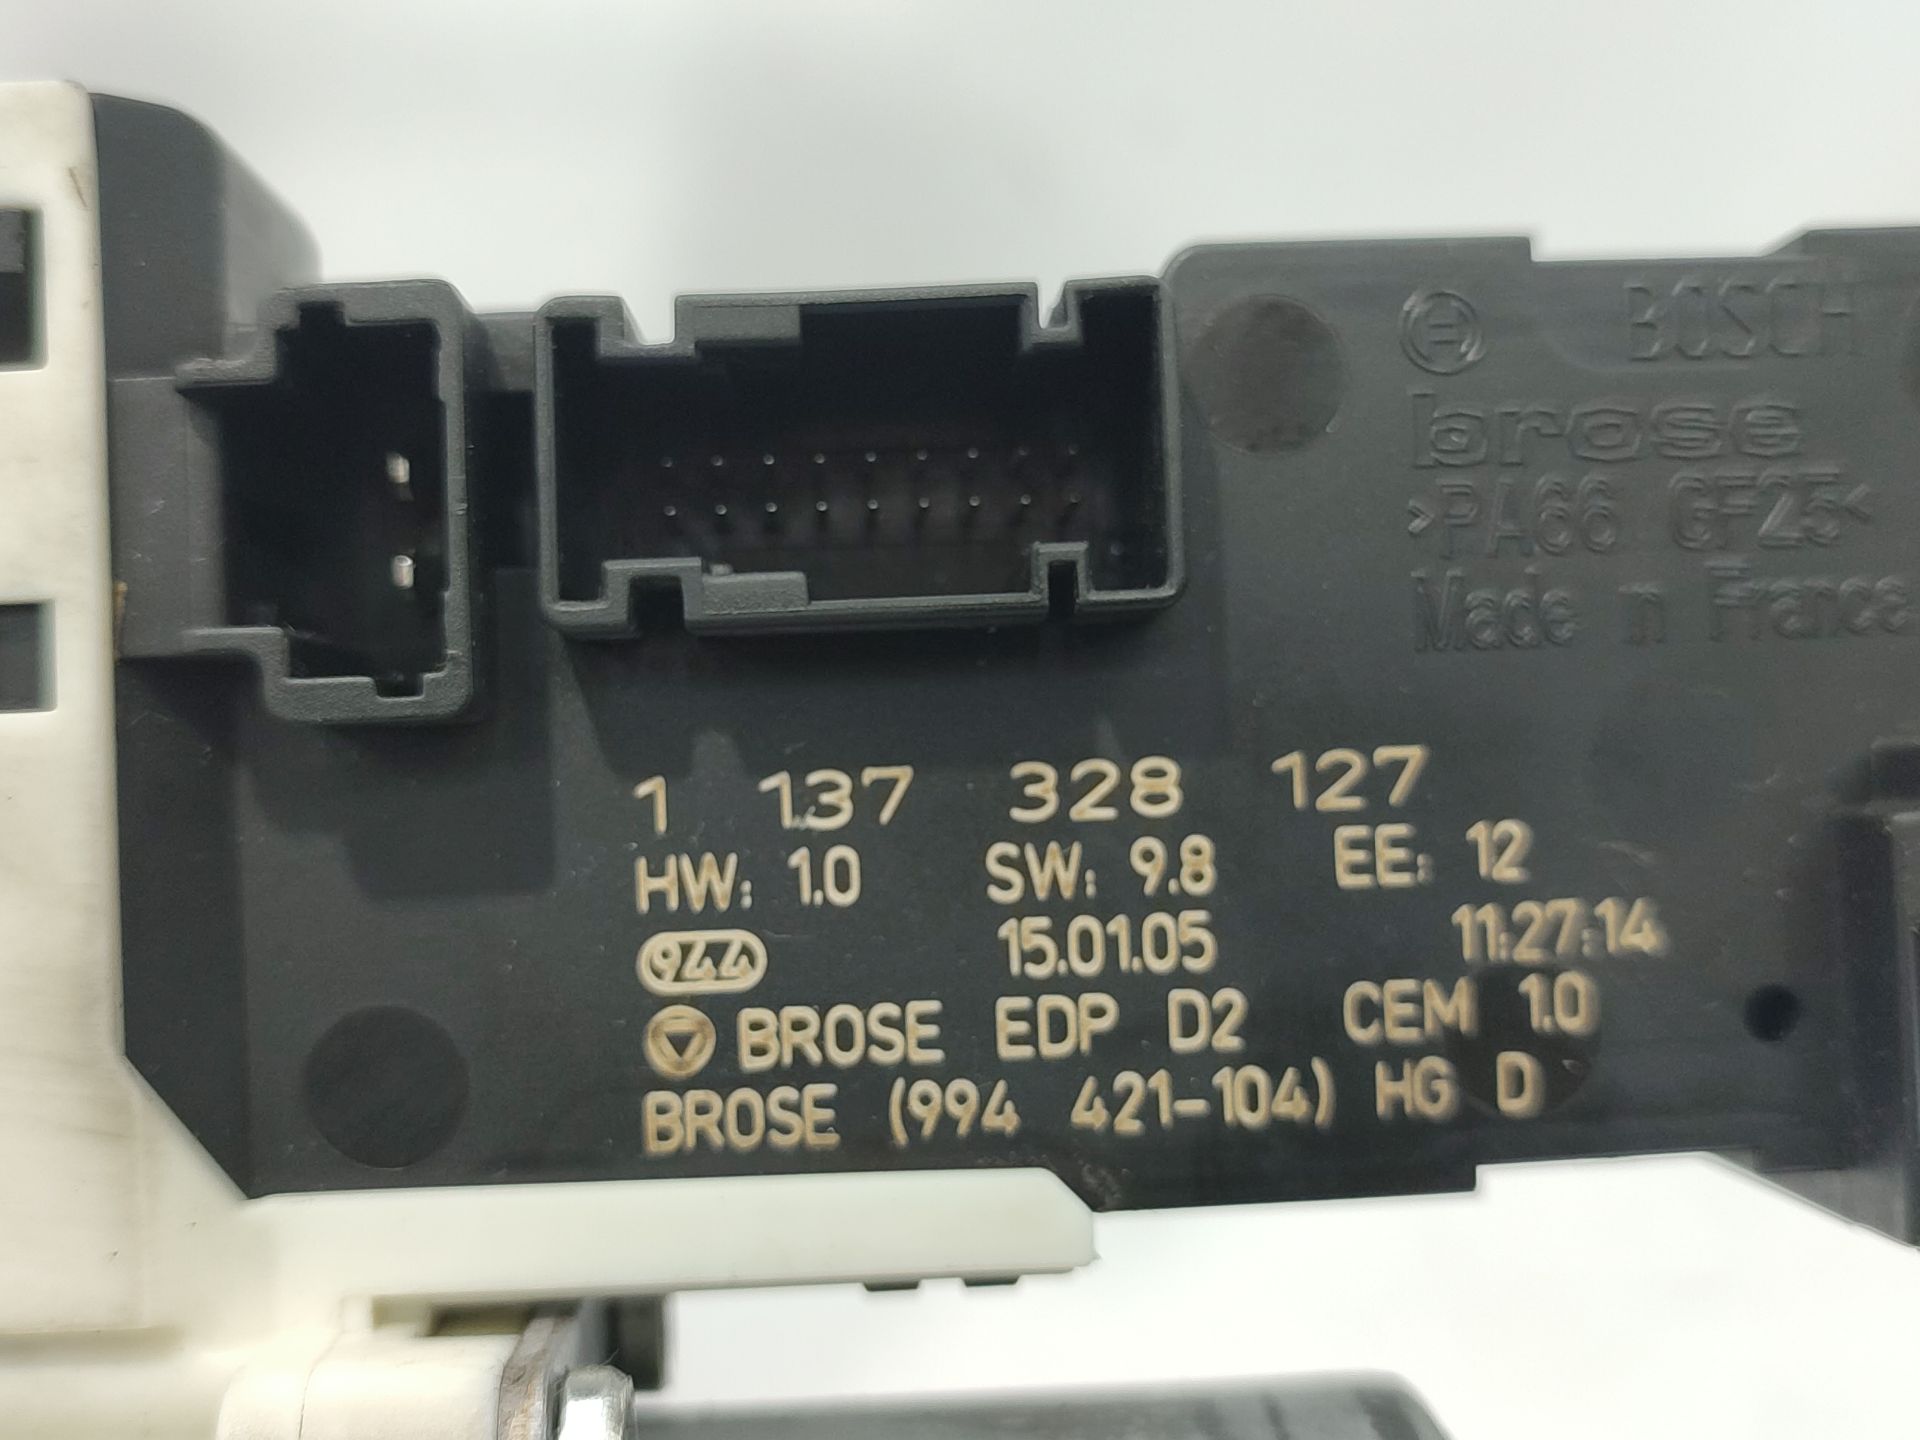 BOSCH
brose
>PA66 GF25<
Made in France
1 137 328 127
HW: 1.0 SW: 9.8 EE: 12
944 15.01.05 11:27:14
BROSE EDP D2 CEM 1.0
BROSE (994 421-104) HG D